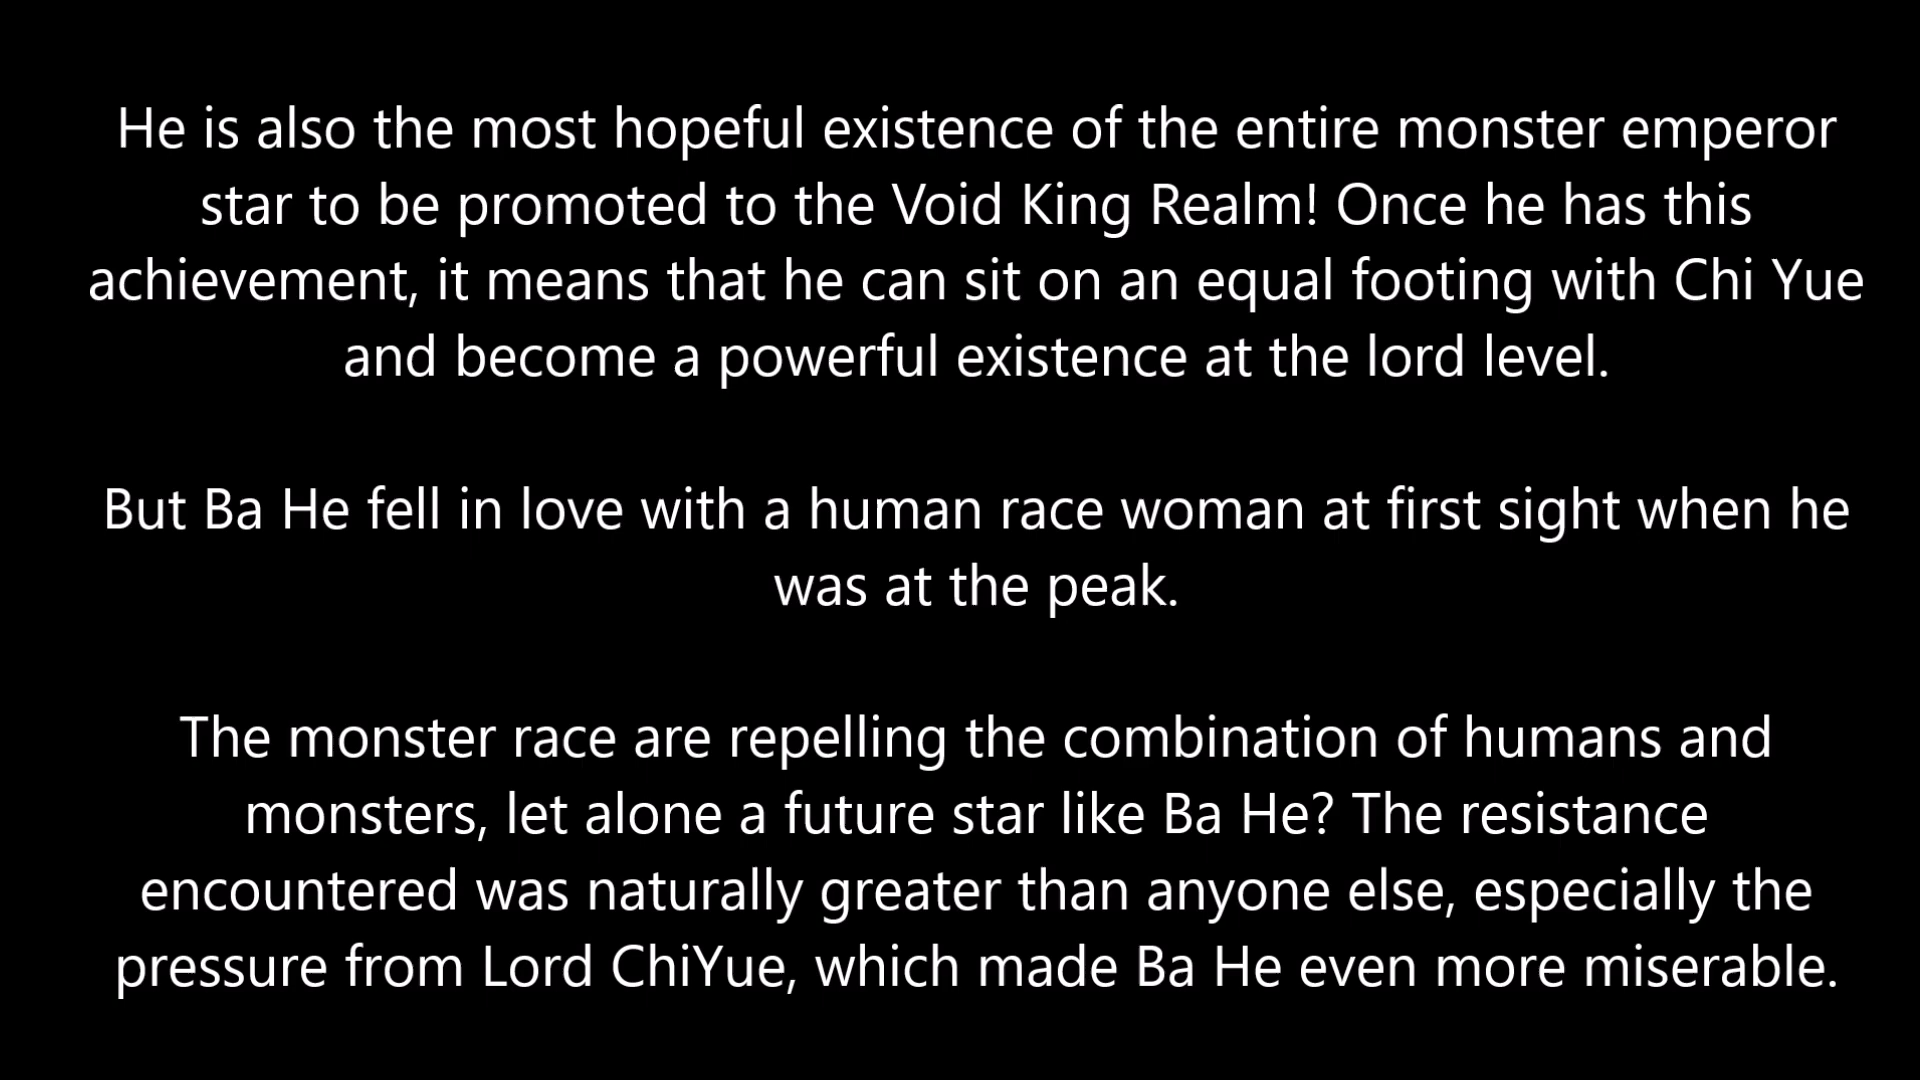 He is also the most hopeful existence of the entire monster emperor
star to be promoted to the Void King Realm! Once he has this
achievement, it means that he can sit on an equal footing with Chi Yue
and become a powerful existence at the lord level.
But Ba He fell in love with a human race woman at first sight when he
was at the peak.
The monster race are repelling the combination of humans and
monsters, let alone a future star like Ba He? The resistance
encountered was naturally greater than anyone else, especially the
pressure from Lord ChiYue, which made Ba He even more miserable.